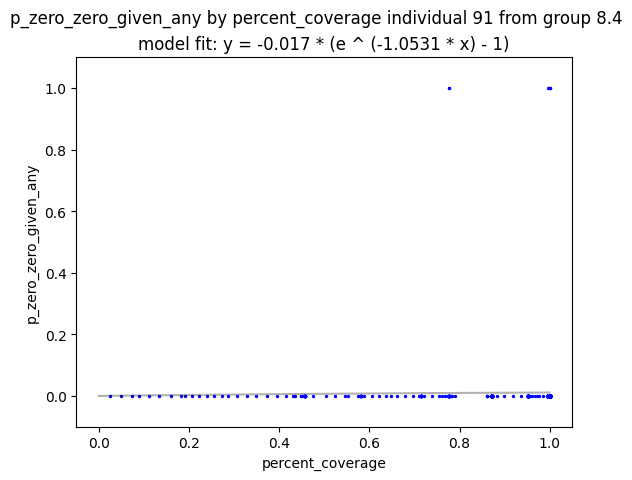 p_zero_zero_given_any by percent_coverage individual 91 from group 8.4
model fit: y = -0.017 * (e ^ (-1.0531 * x) - 1)
p_zero_zero_given_any
1.0
0.8
0.6
0.4
0.2
0.0
0.0 0.2 0.4 0.6 0.8 1.0
percent_coverage